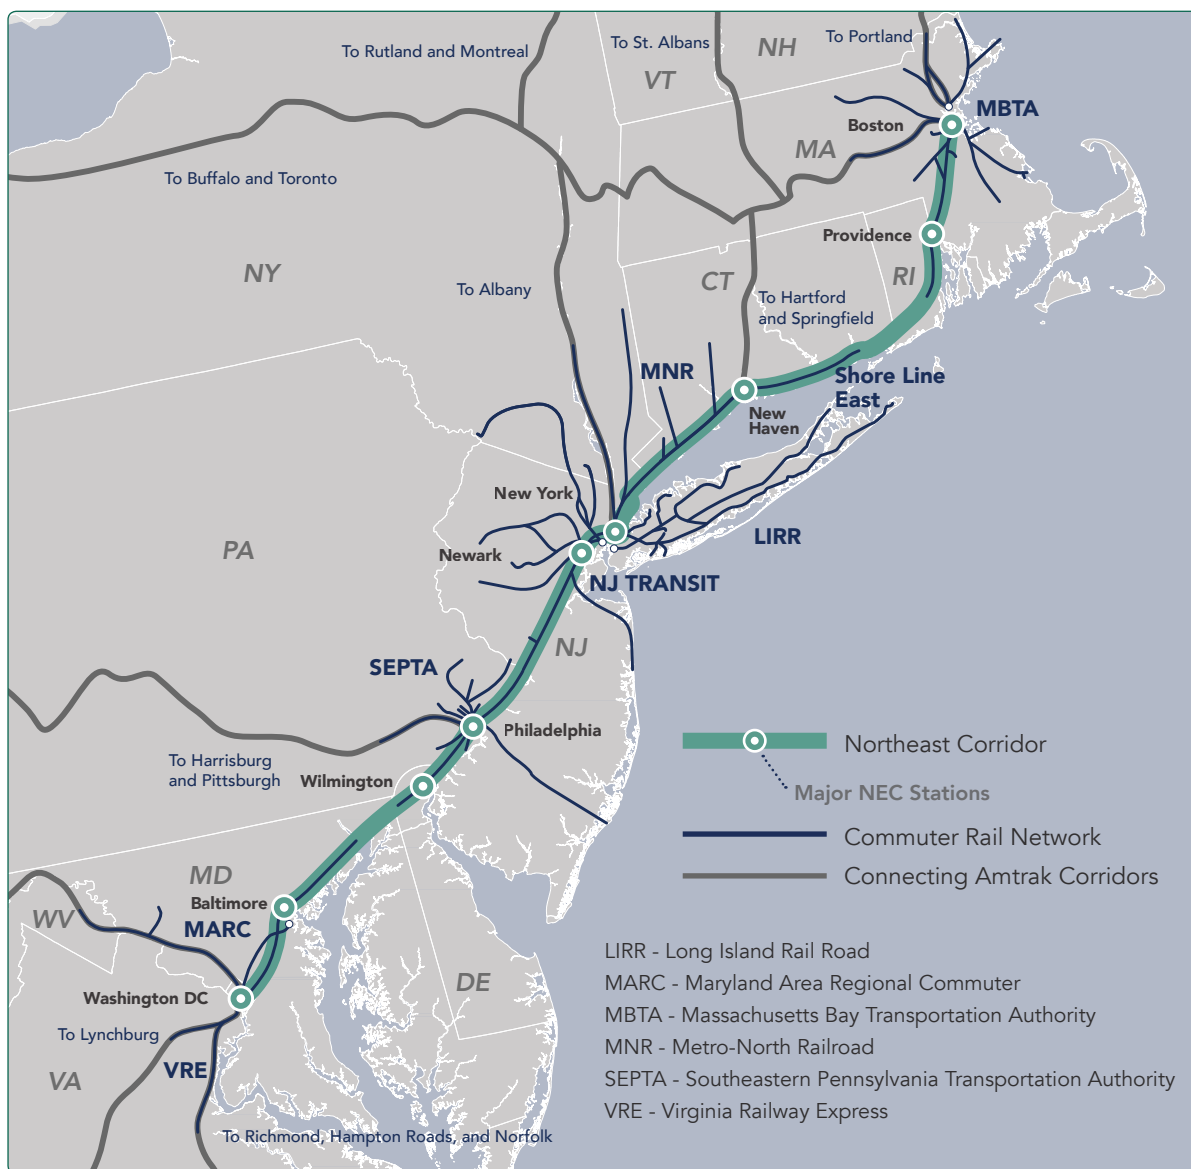 To Rutland and Montreal
To St. Albans
VT
NH
To Portland
MBTA
Boston
MA
To Buffalo and Toronto
Providence
NY
CT
RI
To Albany
To Hartford
and Springfield
MNR
Shore Line
East
New
Haven
New York
LIRR
Newark
PA
NJ TRANSIT
NJ
SEPTA
Philadelphia
To Harrisburg
and Pittsburgh
Wilmington
MD
Baltimore
WV
MARC
DE
Washington DC
To Lynchburg
VRE
VA
To Richmond, Hampton Roads, and Norfolk
Northeast Corridor
Major NEC Stations
Commuter Rail Network
Connecting Amtrak Corridors
LIRR - Long Island Rail Road
MARC - Maryland Area Regional Commuter
MBTA - Massachusetts Bay Transportation Authority
MNR - Metro-North Railroad
SEPTA - Southeastern Pennsylvania Transportation Authority
VRE - Virginia Railway Express